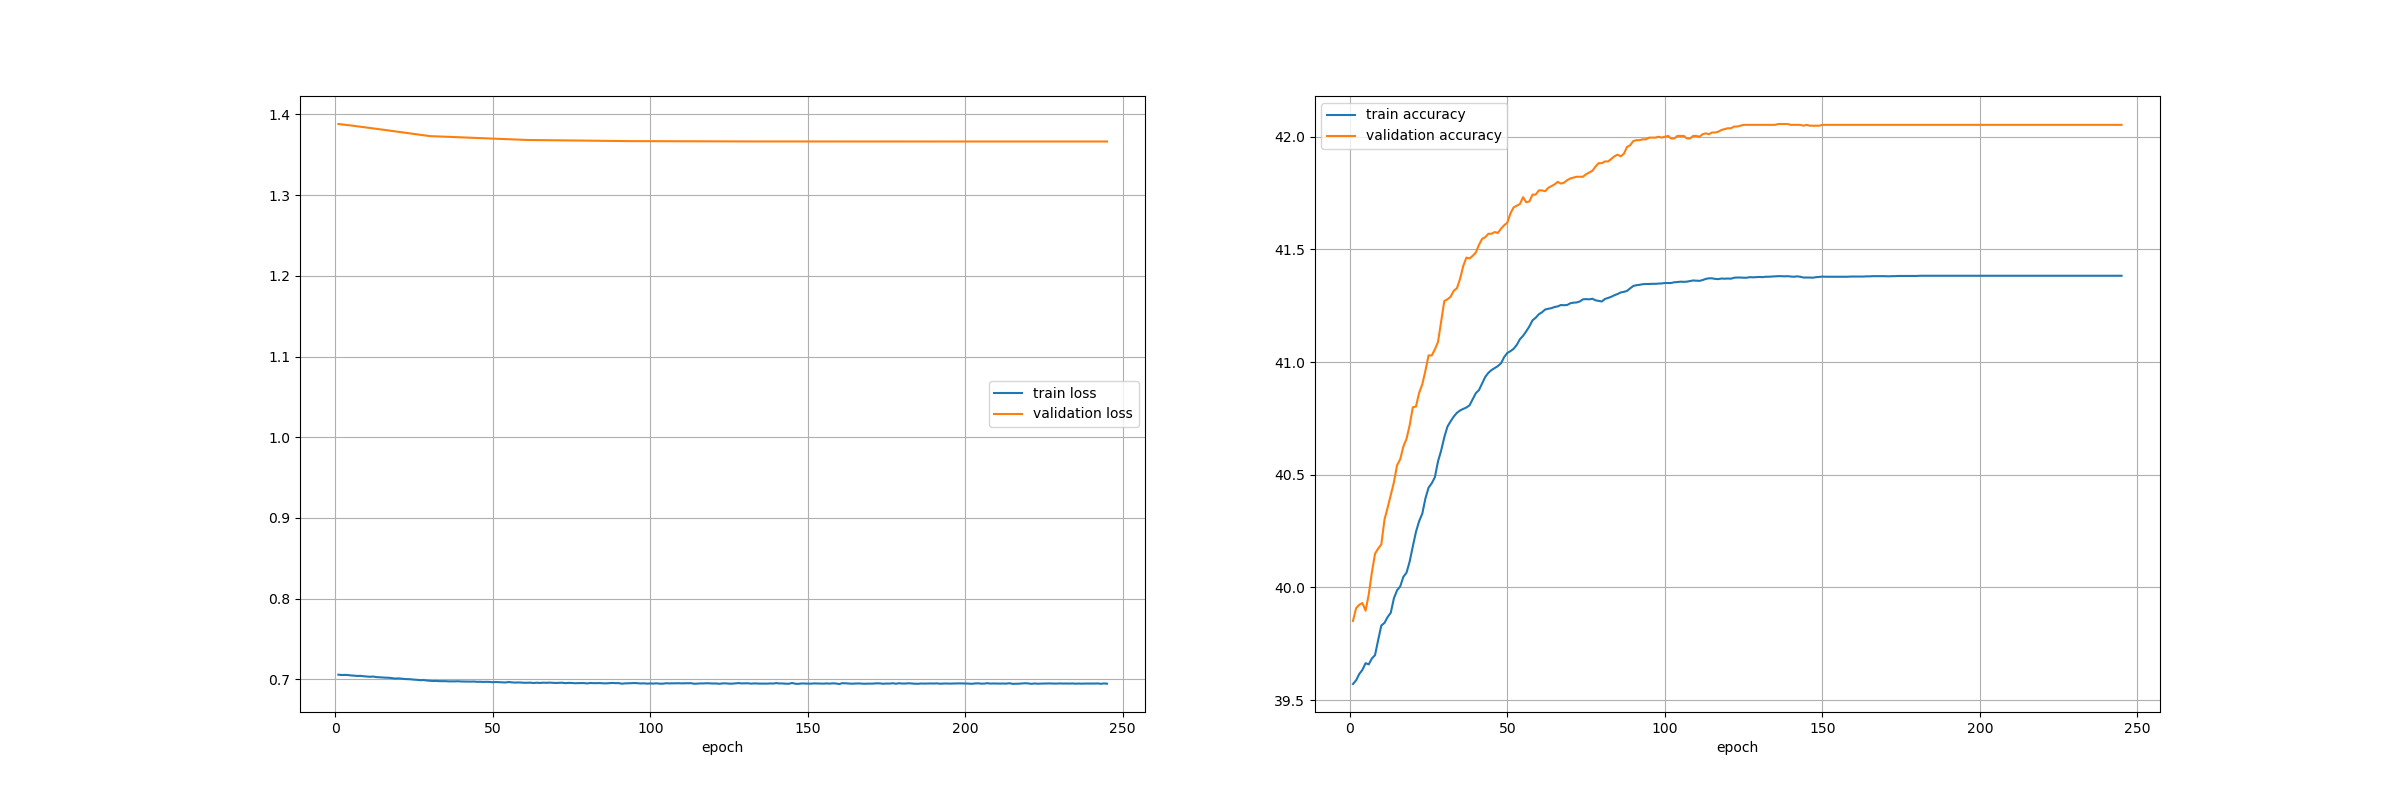 1.4
1.3
1.2
1.1
1.0
0.9
0.8
0.7
0 50 100 150 200 250
epoch
train loss
validation loss
train accuracy
validation accuracy
42.0
41.5
41.0
40.5
40.0
39.5
0 50 100 150 200 250
epoch